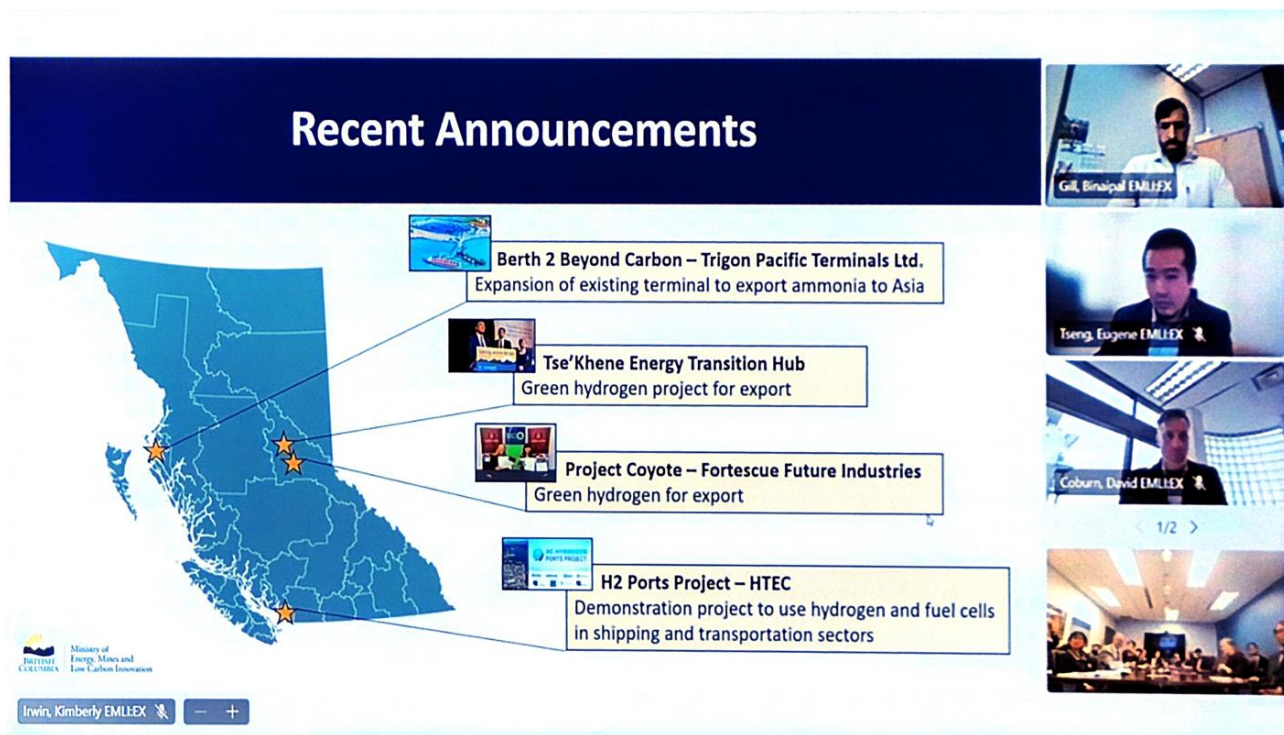 Recent Announcements
Berth 2 Beyond Carbon – Trigon Pacific Terminals Ltd.
Expansion of existing terminal to export ammonia to Asia
Tse'Khene Energy Transition Hub
Green hydrogen project for export
Project Coyote – Fortescue Future Industries
Green hydrogen for export
BC HYDROGEN
PORTS PROJECT
H2 Ports Project – HTEC
Demonstration project to use hydrogen and fuel cells
in shipping and transportation sectors
BRITISH
COLUMBIA
Ministry of
Energy, Mines and
Low Carbon Innovation
Irwin, Kimberly EMLI:EX
Gill, Binaipal EMLI:EX
Tseng, Eugene EMLI:EX
Coburn, David EMLI:EX
1/2